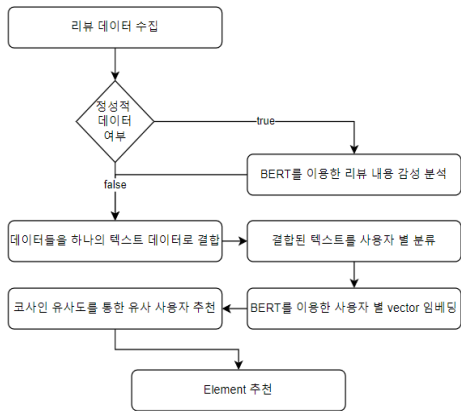 리뷰 데이터 수집
정성적
데이터
여부
true
BERT를 이용한 리뷰 내용 감성 분석
false
데이터들을 하나의 텍스트 데이터로 결합
결합된 텍스트를 사용자 별 분류
코사인 유사도를 통한 유사 사용자 추천
BERT를 이용한 사용자 별 vector 임베딩
Element 추천